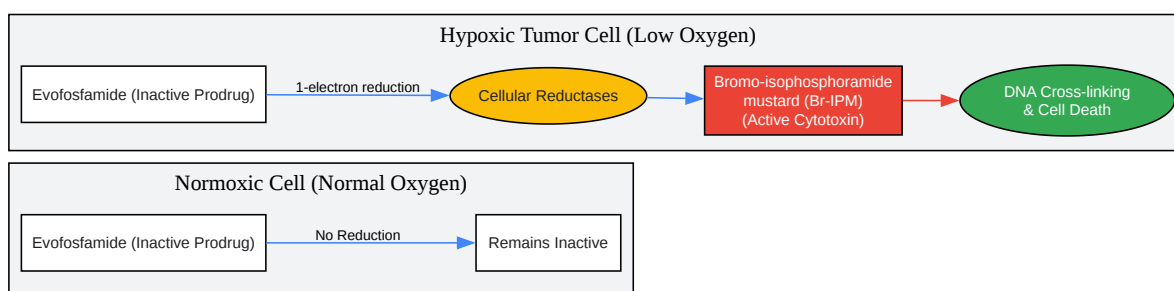 Hypoxic Tumor Cell (Low Oxygen)
Evofosfamide (Inactive Prodrug)
1-electron reduction
Cellular Reductases
Bromo-isophosphoramide
mustard (Br-IPM)
(Active Cytotoxin)
DNA Cross-linking
& Cell Death
Normoxic Cell (Normal Oxygen)
Evofosfamide (Inactive Prodrug)
No Reduction
Remains Inactive